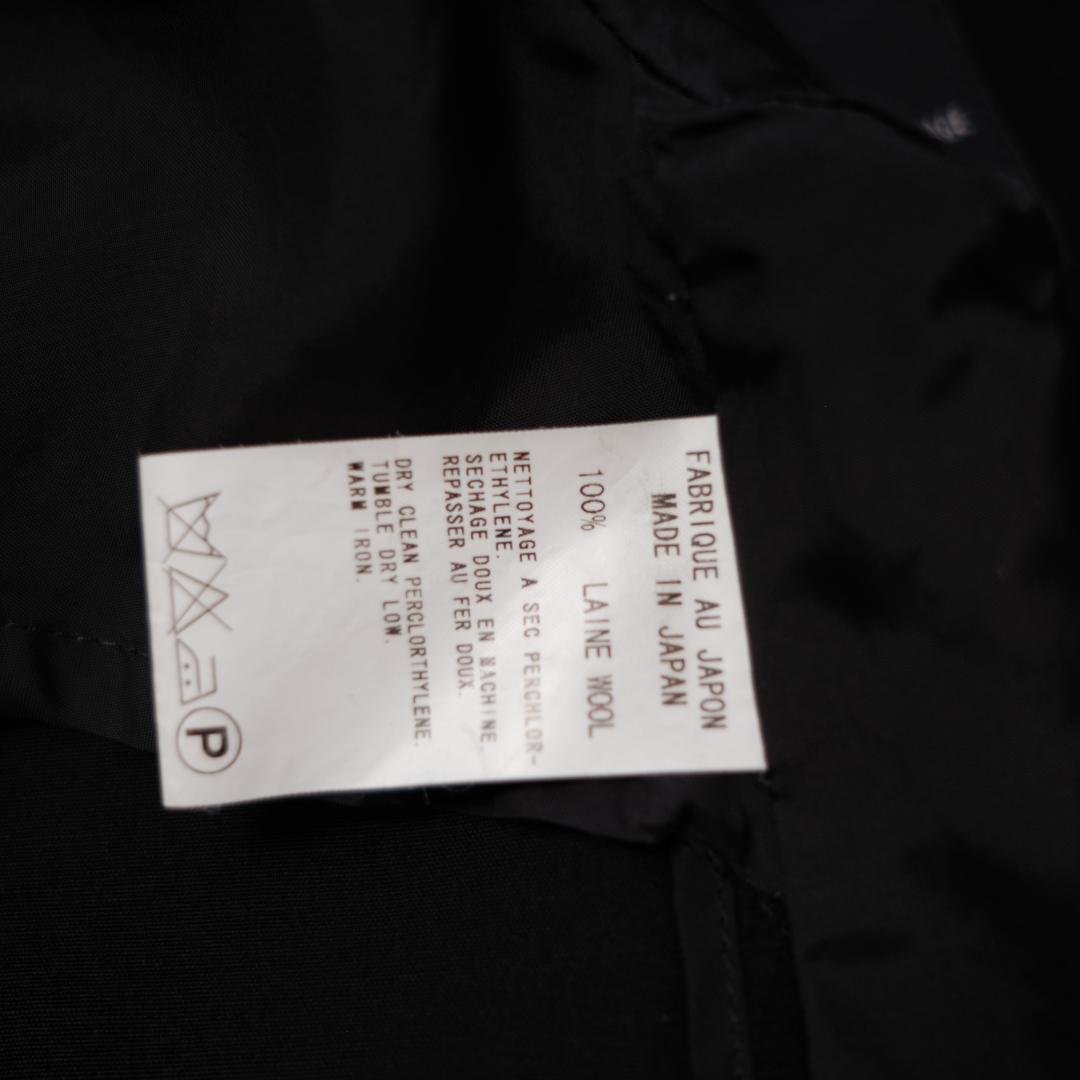 FABRIQUE AU JAPON
MADE IN JAPAN
100% LAINE WOOL
NETTOYAGE A SEC PERCHLOR-
ETHYLENE.
SECHAGE DOUX EN MACHINE.
REPASSER AU FER DOUX.
DRY CLEAN PERCLORTHYLENE.
TUMBLE DRY LOW.
WARM IRON.
P